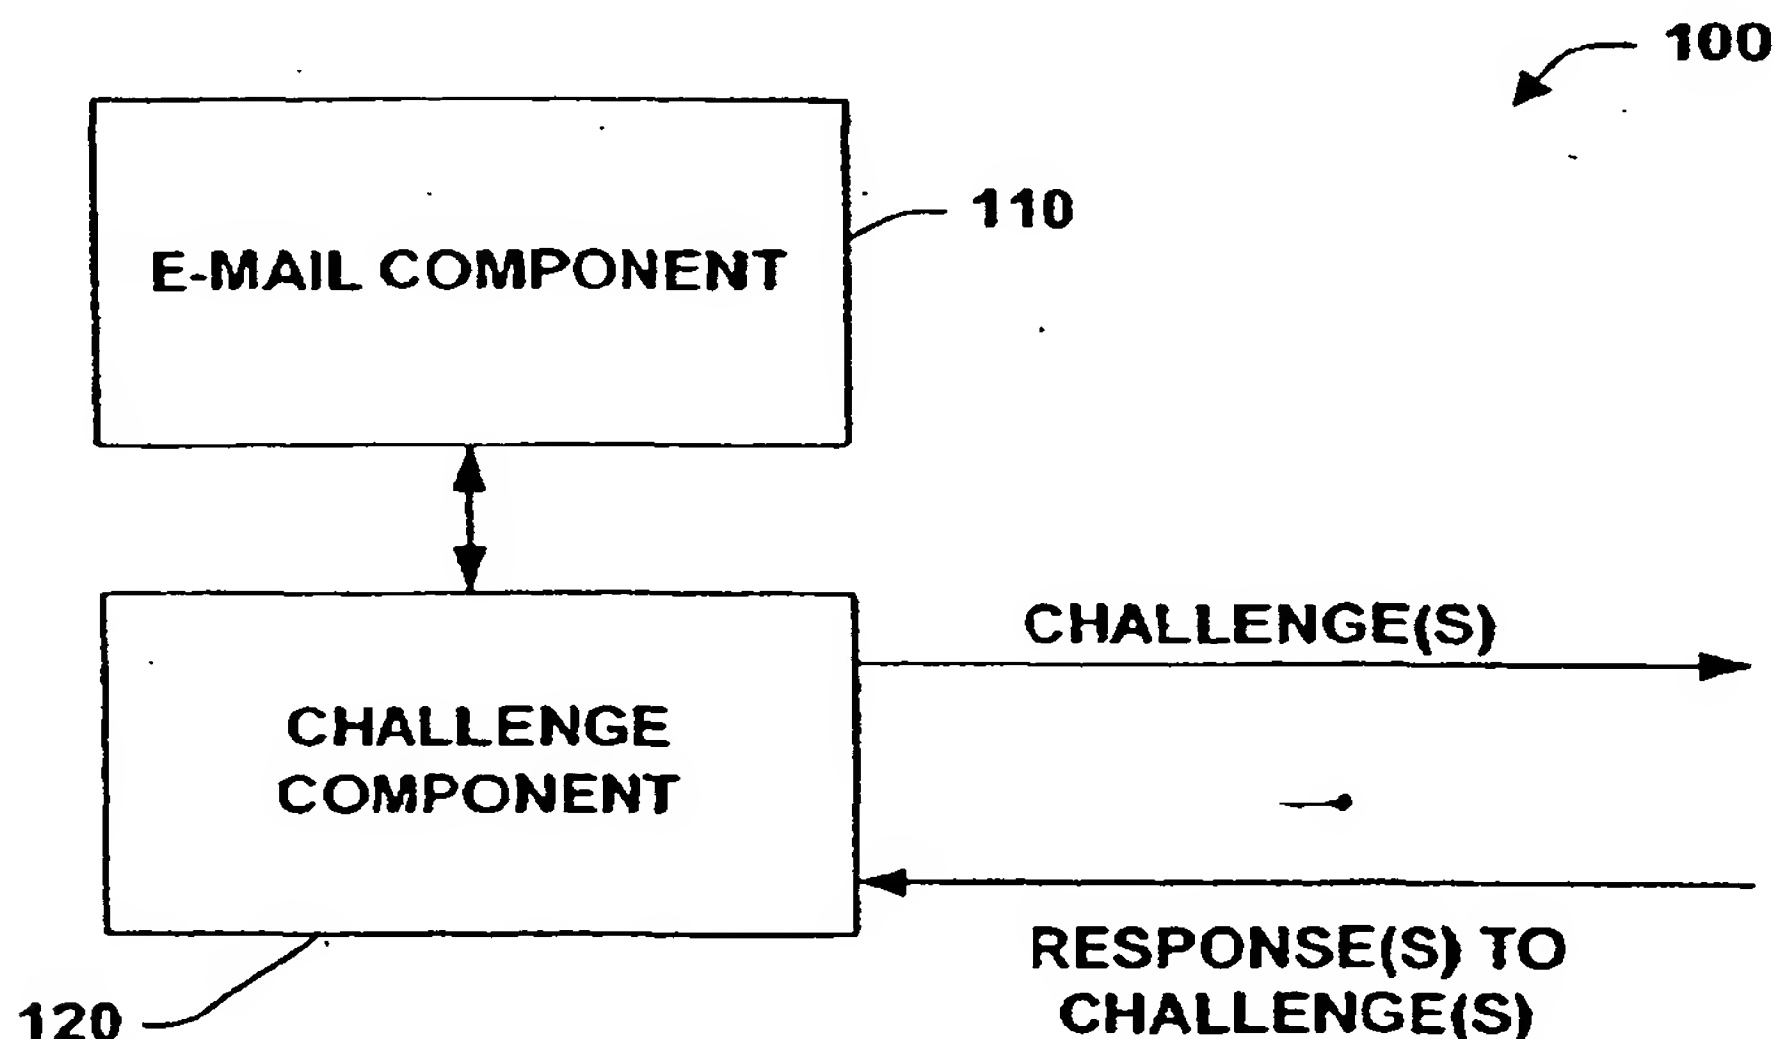 100
110
E-MAIL COMPONENT
CHALLENGE(S)
CHALLENGE
COMPONENT
RESPONSE(S) TO
CHALLENGE(S)
120